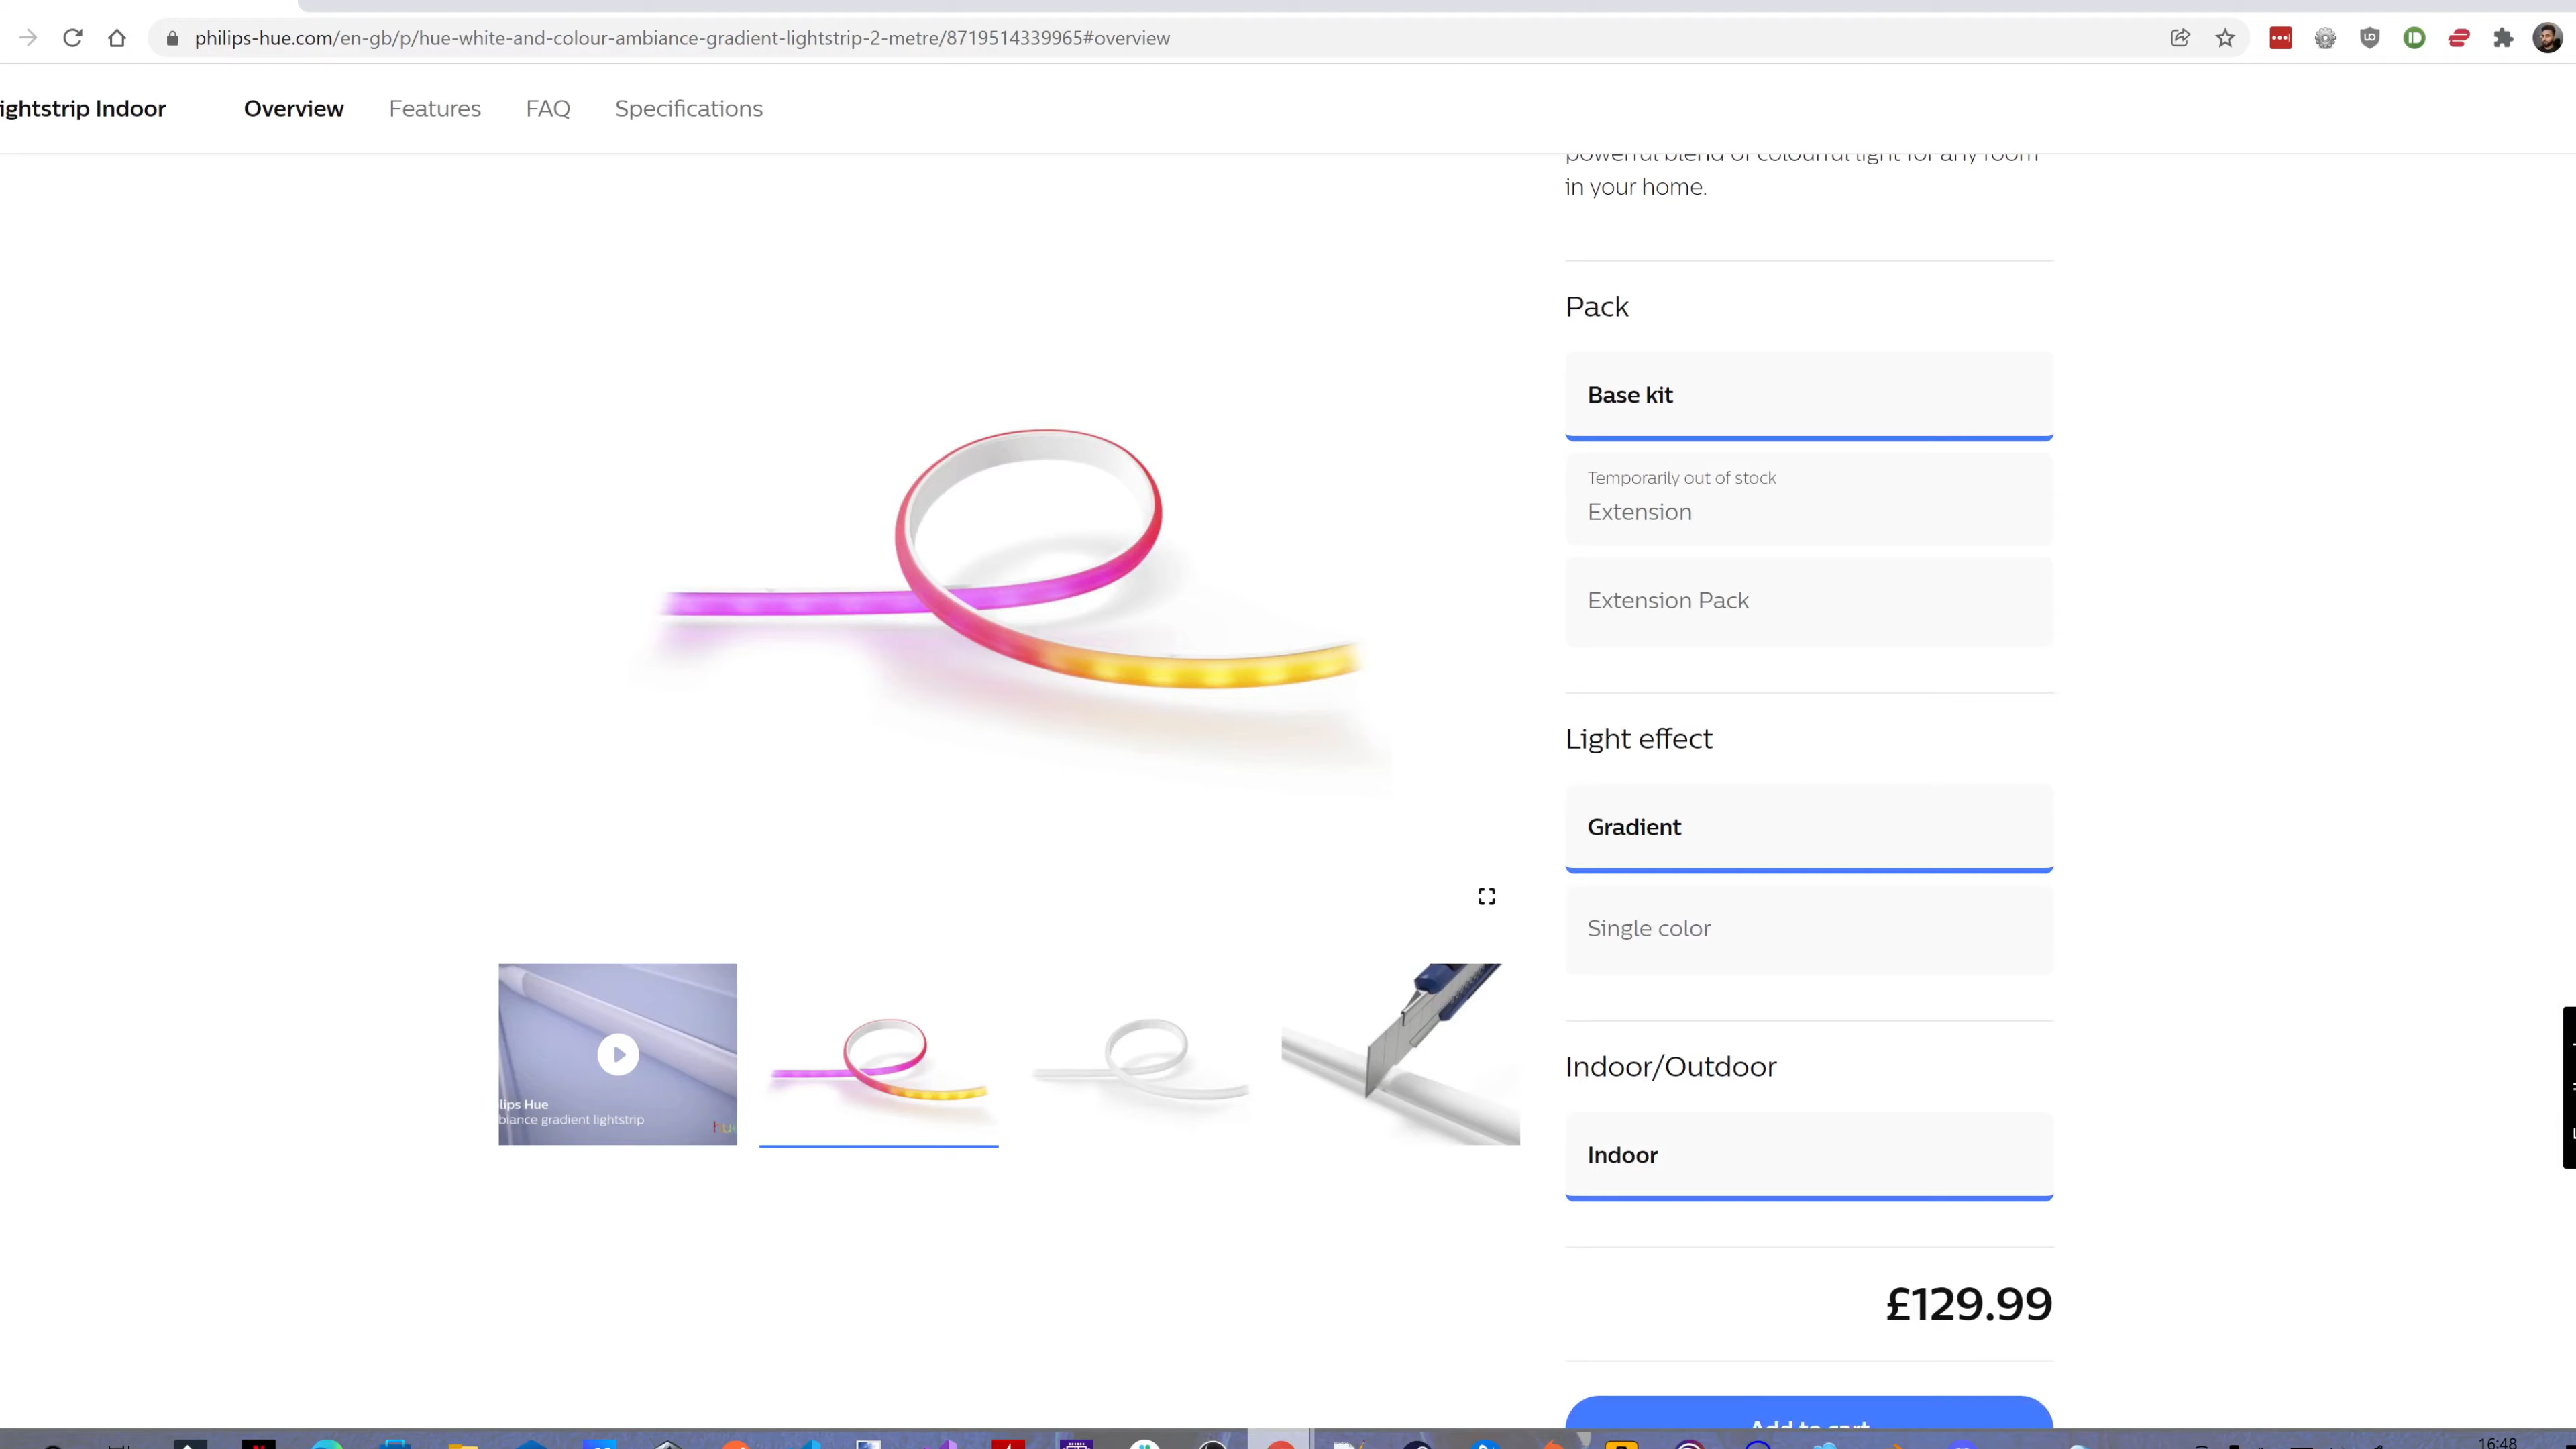 philips-hue.com/en-gb/p/hue-white-and-colour-ambiance-gradient-lightstrip-2-metre/8719514339965#overview
ightstrip Indoor
Overview
Features
FAQ
Specifications
powerful blend of colourful light for any room
in your home.
Pack
Base kit
Temporarily out of stock
Extension
Extension Pack
Light effect
Gradient
Single color
lips Hue
biance gradient lightstrip
hue
Indoor/Outdoor
Indoor
£129.99
Add to cart
16:48